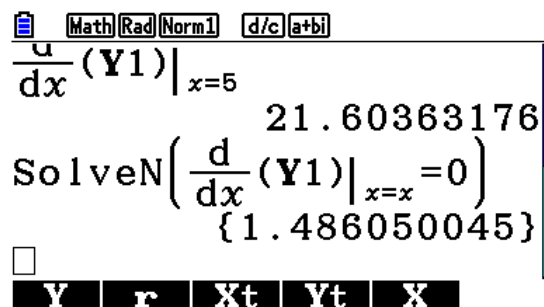 Math Rad Norm1 d/c a+bi
d/dx (Y1)|x=5
21.60363176
SolveN(d/dx (Y1)|x=x =0)
{1.486050045}
Y r Xt Yt X